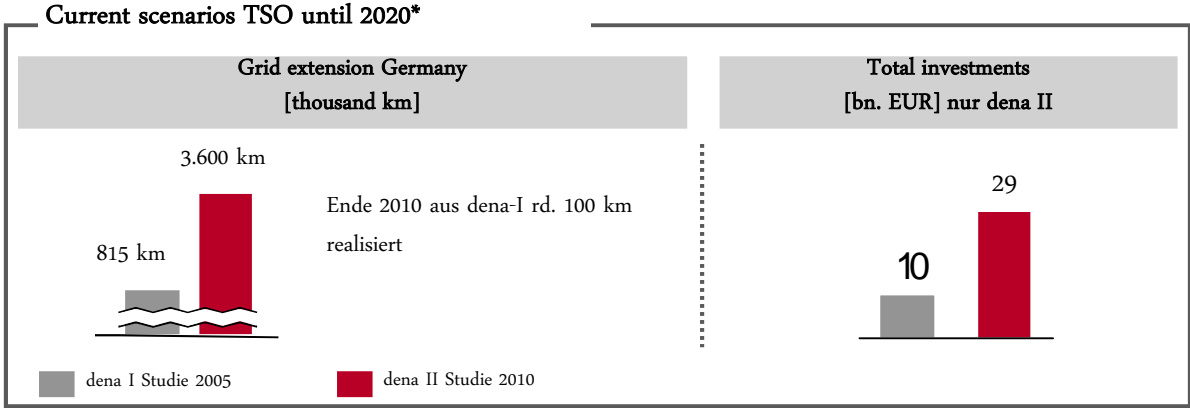 Current scenarios TSO until 2020*
Grid extension Germany
[thousand km]
3.600 km
815 km
Ende 2010 aus dena-I rd. 100 km
realisiert
Total investments
[bn. EUR] nur dena II
29
10
dena I Studie 2005
dena II Studie 2010